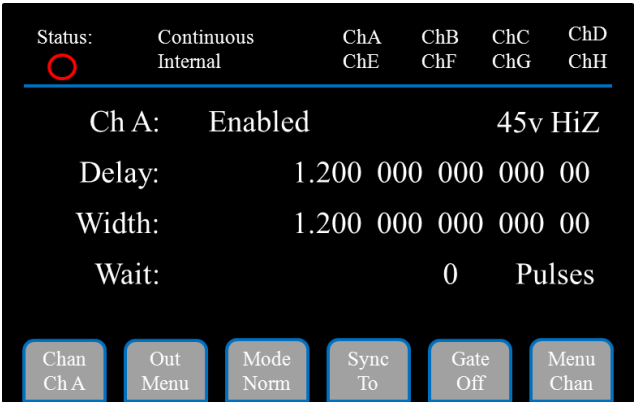 Status: Continuous ChA ChB ChC ChD
Internal ChE ChF ChG ChH
Ch A: Enabled 45v HiZ
Delay: 1.200 000 000 000 00
Width: 1.200 000 000 000 00
Wait: 0 Pulses
Chan Out Mode Sync Gate Menu
Ch A Menu Norm To Off Chan